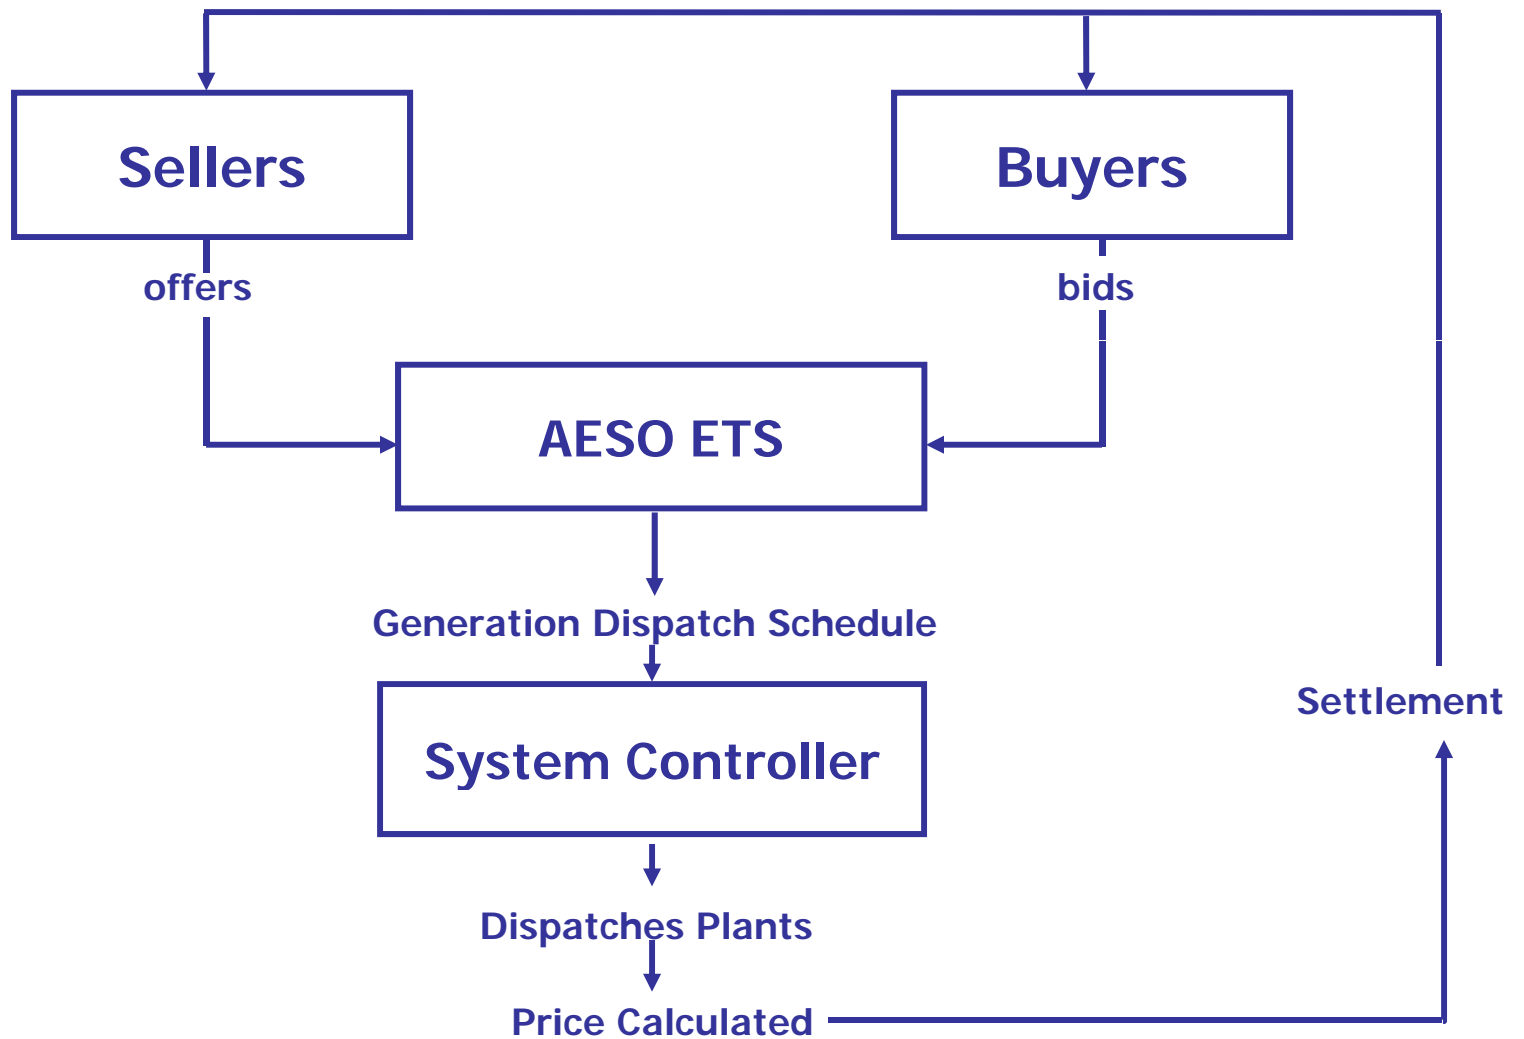 Sellers
Buyers
offers
bids
AESO ETS
Generation Dispatch Schedule
System Controller
Settlement
Dispatches Plants
Price Calculated